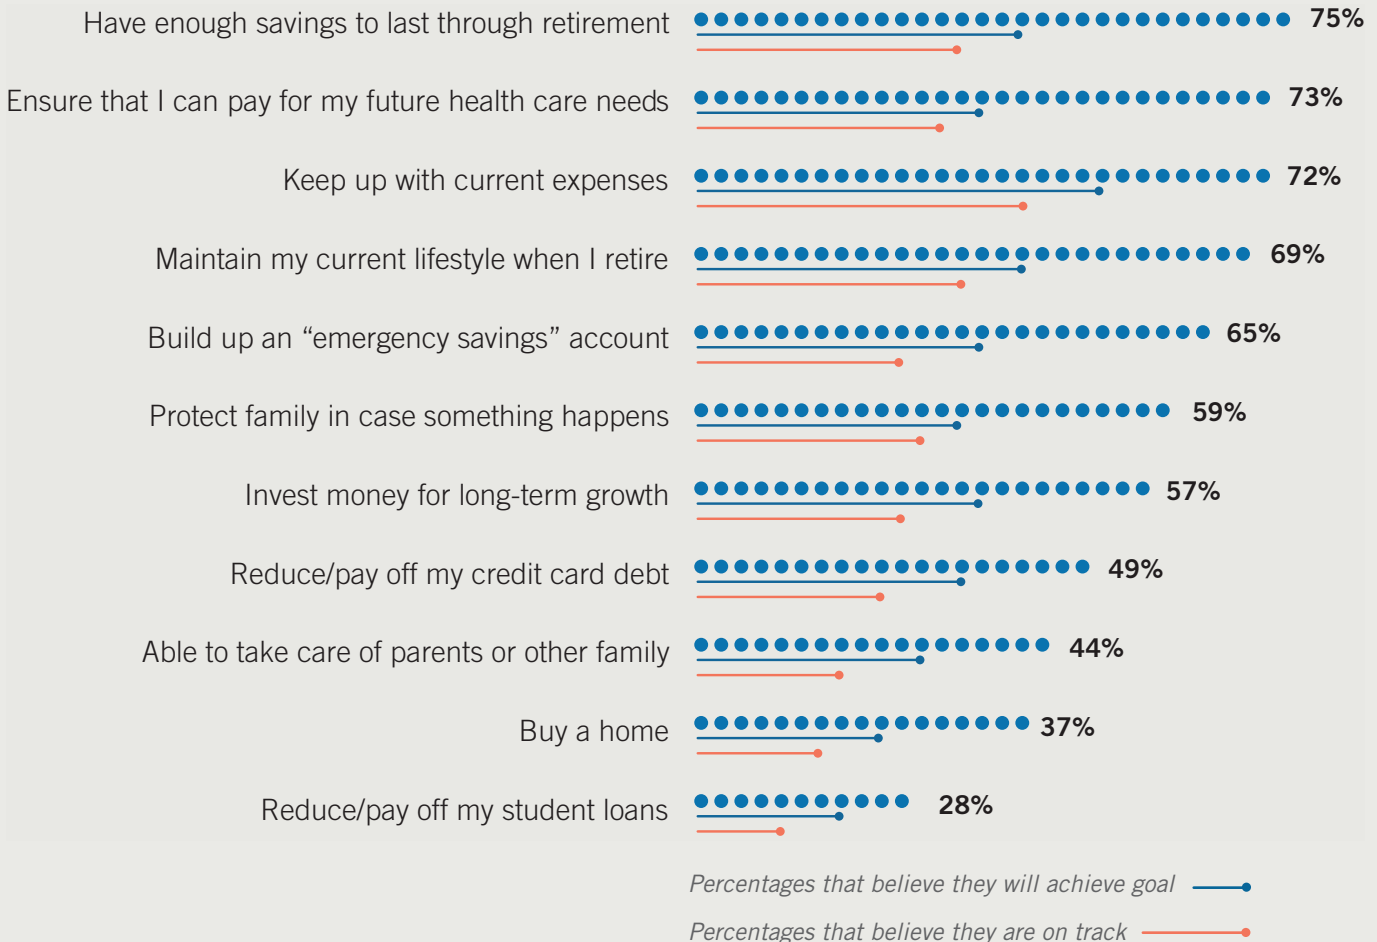 Have enough savings to last through retirement 75%
Ensure that I can pay for my future health care needs 73%
Keep up with current expenses 72%
Maintain my current lifestyle when I retire 69%
Build up an “emergency savings” account 65%
Protect family in case something happens 59%
Invest money for long-term growth 57%
Reduce/pay off my credit card debt 49%
Able to take care of parents or other family 44%
Buy a home 37%
Reduce/pay off my student loans 28%
Percentages that believe they will achieve goal
Percentages that believe they are on track